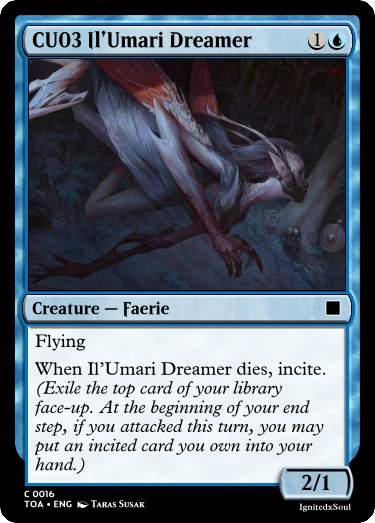 CU03 Il'Umari Dreamer 1
Creature — Faerie
Flying
When Il'Umari Dreamer dies, incite.
(Exile the top card of your library
face-up. At the beginning of your end
step, if you attacked this turn, you may
put an incited card you own into your
hand.)
2/1
C 0016
TOA • ENG Taras Susak
IgnitedxSoul